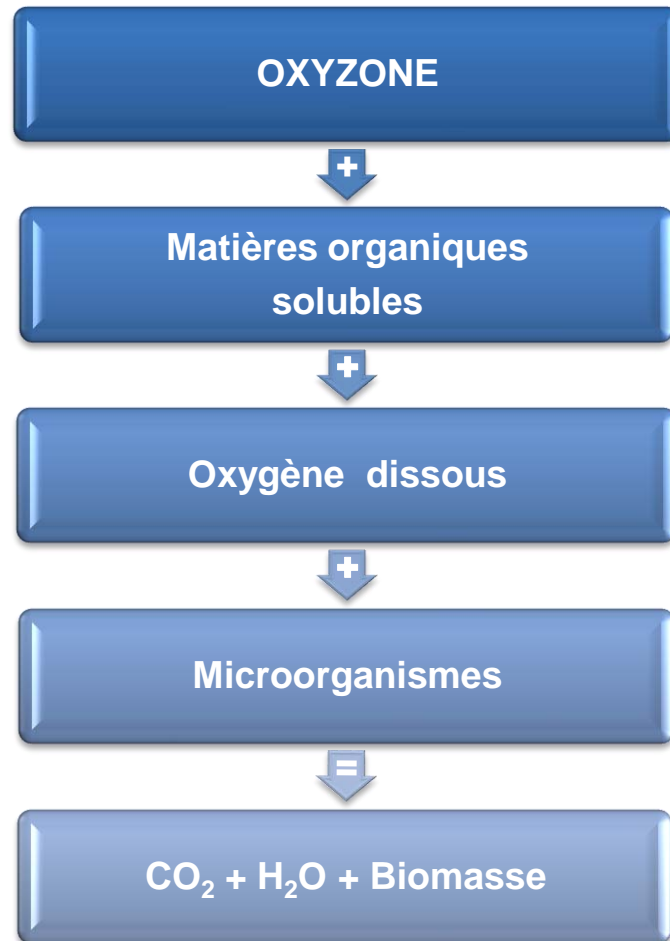 OXYZONE
+
Matières organiques
solubles
+
Oxygène dissous
+
Microorganismes
=
CO₂ + H₂O + Biomasse